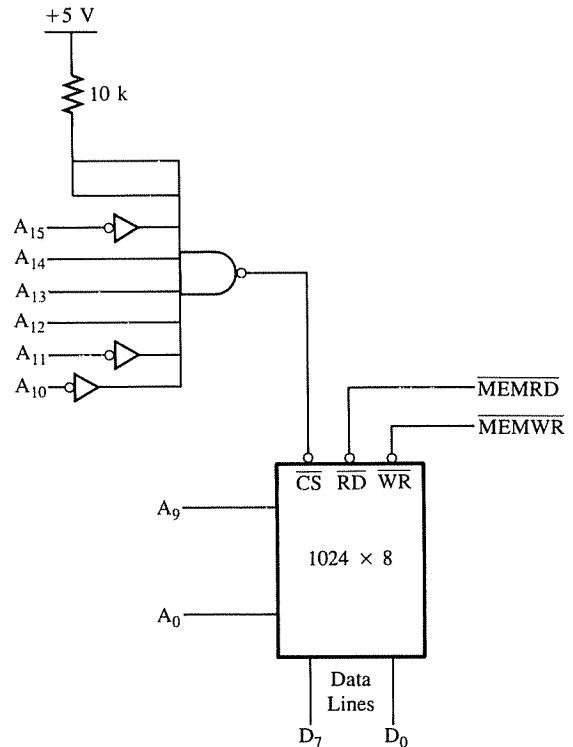 +5 V
10 k
A15
A14
A13
A12
A11
A10
MEMRD
MEMWR
CS RD WR
A9
1024 × 8
A0
Data
Lines
D7 D0